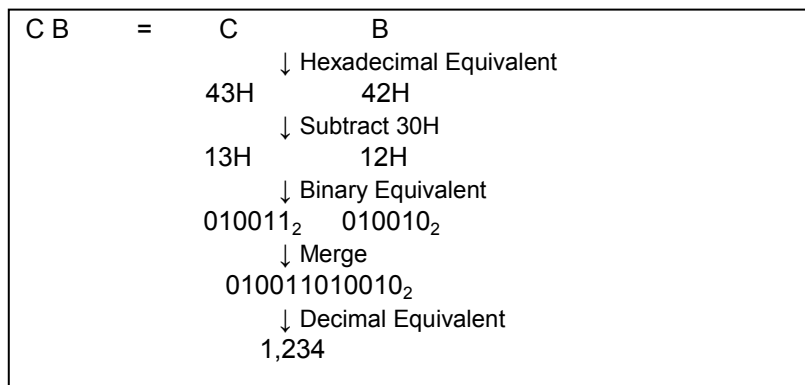 C B = C B
↓ Hexadecimal Equivalent
43H 42H
↓ Subtract 30H
13H 12H
↓ Binary Equivalent
010011₂ 010010₂
↓ Merge
010011010010₂
↓ Decimal Equivalent
1,234